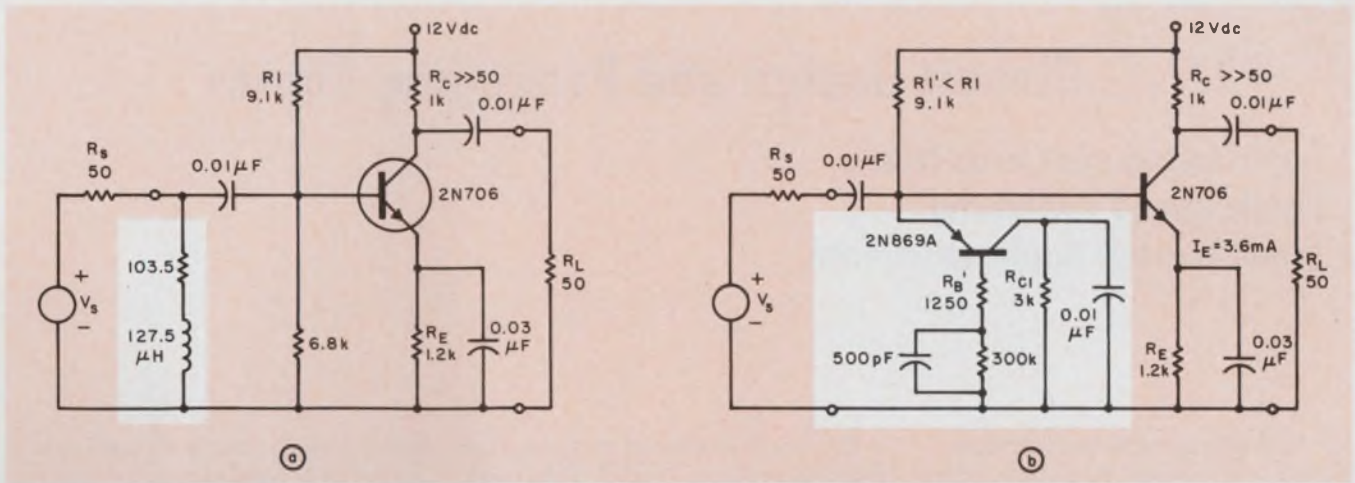 12 Vdc
R1
9.1k
RC >>50
1k
0.01 μF
Rs
50
0.01 μF
2N706
103.5
127.5
μH
+
Vs
-
6.8k
RE
1.2k
0.03
μF
RL
50
a
12 Vdc
R1' < R1
9.1k
RC >>50
1k
0.01 μF
Rs
50
0.01 μF
2N706
2N869A
IE = 3.6mA
RB'
1250
RC1
3k
0.01
μF
+
Vs
-
500pF
300k
RE
1.2k
0.03
μF
RL
50
b